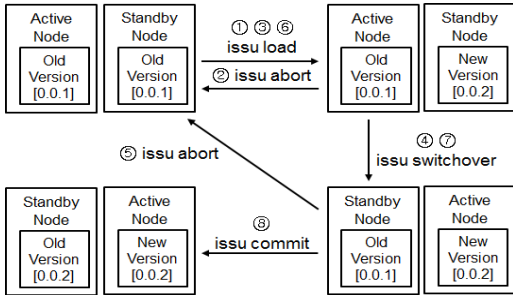 Active
Node
Old
Version
[0.0.1]
Standby
Node
Old
Version
[0.0.1]
① ③ ⑥
issu load
② issu abort
Active
Node
Old
Version
[0.0.1]
Standby
Node
New
Version
[0.0.2]
⑤ issu abort
④ ⑦
issu switchover
Standby
Node
Old
Version
[0.0.2]
Active
Node
New
Version
[0.0.2]
⑧
issu commit
Standby
Node
Old
Version
[0.0.1]
Active
Node
New
Version
[0.0.2]